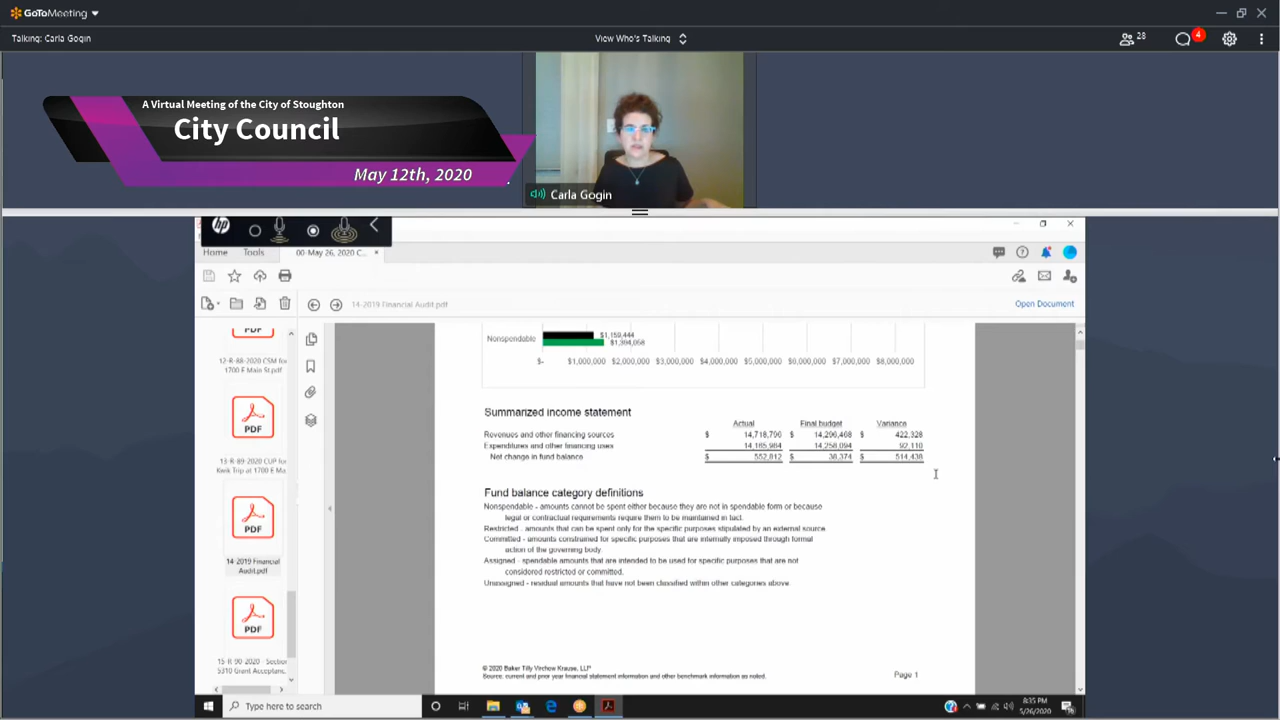 GoToMeeting
Talking: Carla Gogin
View Who's Talking
28
4
A Virtual Meeting of the City of Stoughton
City Council
May 12th, 2020
Carla Gogin
hp
Home Tools 00-May 26, 2020 C... ×
14-2019 Financial Audit.pdf
Open Document
PDF
12-R-88-2020 CSM for
1700 E Main St.pdf
PDF
13-R-89-2020 CUP for
Kwik Trip at 1700 E Ma
PDF
14-2019 Financial
Audit.pdf
PDF
15-R-90-2020 - Section
5310 Grant Acceptanc
Nonspendable $1,159,444
$- $1,000,000 $2,000,000 $3,000,000 $4,000,000 $5,000,000 $6,000,000 $7,000,000 $8,000,000
Summarized income statement
Actual Final budget Variance
Revenues and other financing sources $ 14,718,796 $ 14,296,468 $ 422,328
Expenditures and other financing uses 14,165,984 14,258,094 92,110
Net change in fund balance $ 552,812 $ 38,374 $ 514,438
Fund balance category definitions
Nonspendable - amounts cannot be spent either because they are not in spendable form or because
legal or contractual requirements require them to be maintained in tact.
Restricted - amounts that can be spent only for the specific purposes stipulated by an external source
Committed - amounts constrained for specific purposes that are internally imposed through formal
action of the governing body.
Assigned - spendable amounts that are intended to be used for specific purposes that are not
considered restricted or committed.
Unassigned - residual amounts that have not been classified within other categories above
© 2020 Baker Tilly Virchow Krause, LLP
Source: current and prior year financial statement information and other benchmark information as noted.
Page 1
Type here to search
8:35 PM
5/26/2020